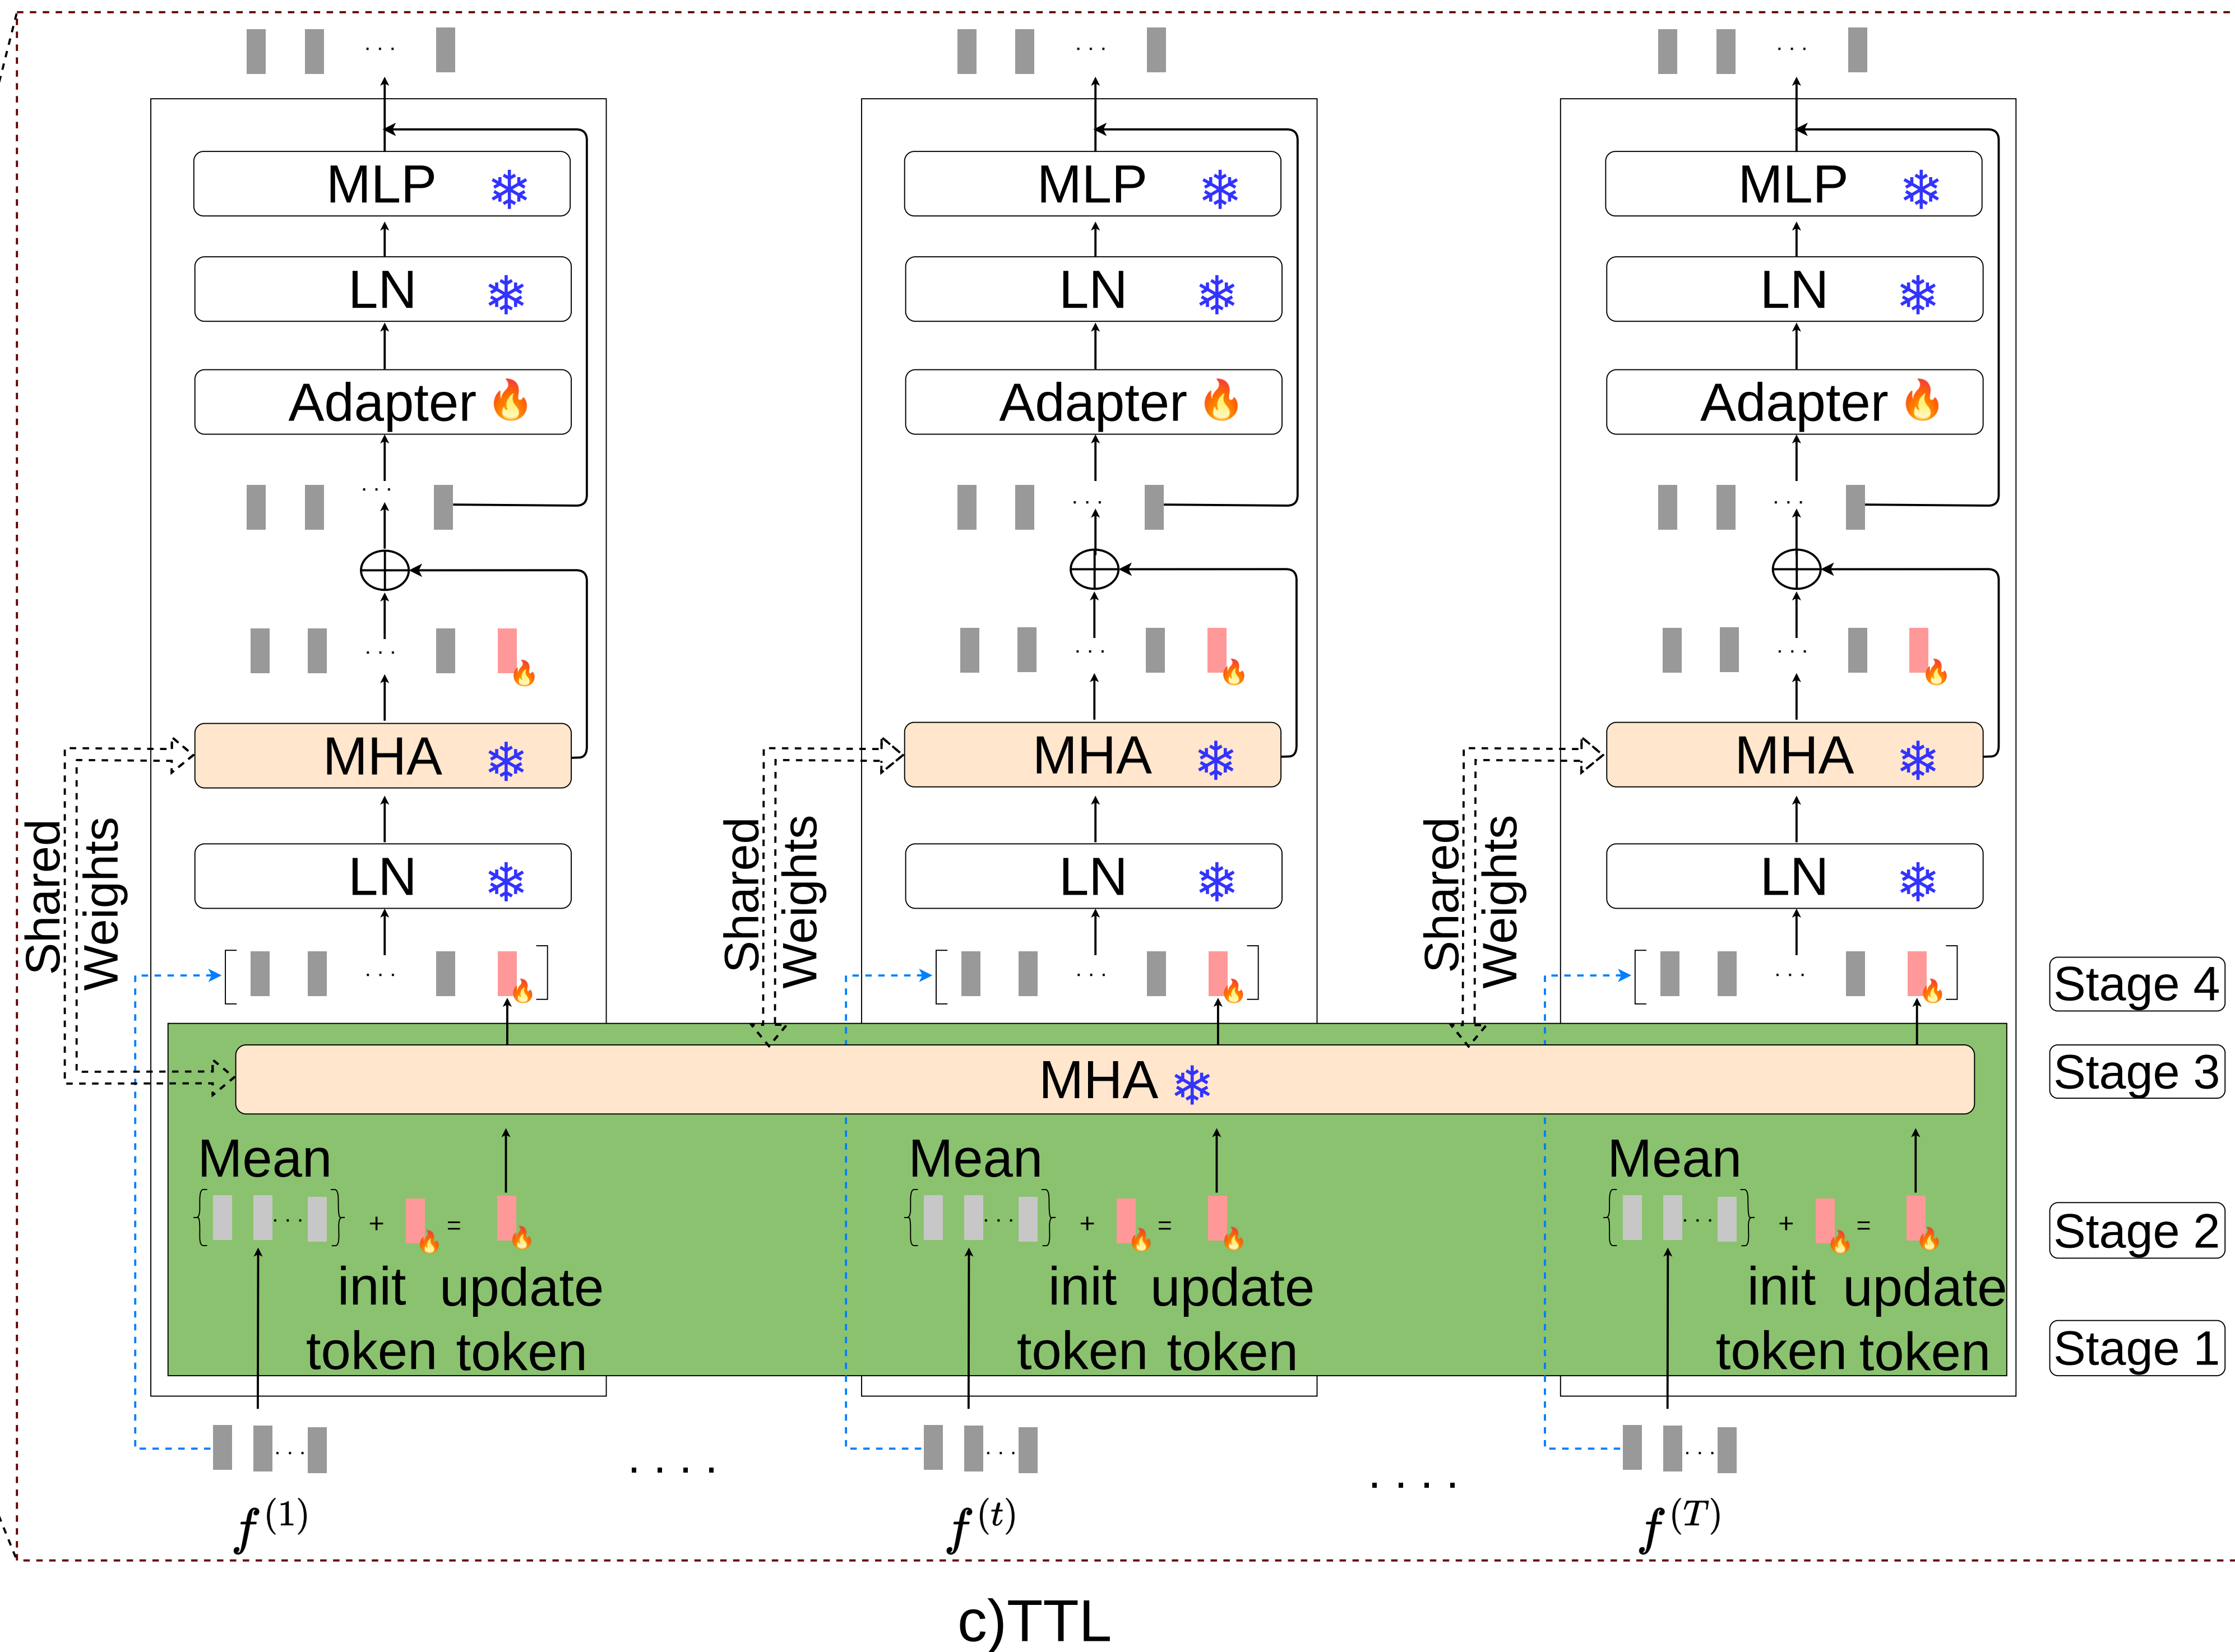 MLP MLP MLP
LN LN LN
Adapter Adapter Adapter
MHA MHA MHA
Shared Weights Shared Weights Shared Weights
LN LN LN
Stage 4
MHA Stage 3
Mean Mean Mean
+ = + = + =
Stage 2
init update init update init update
token token token token token token
Stage 1
f^(1) f^(t) f^(T)
c)TTL